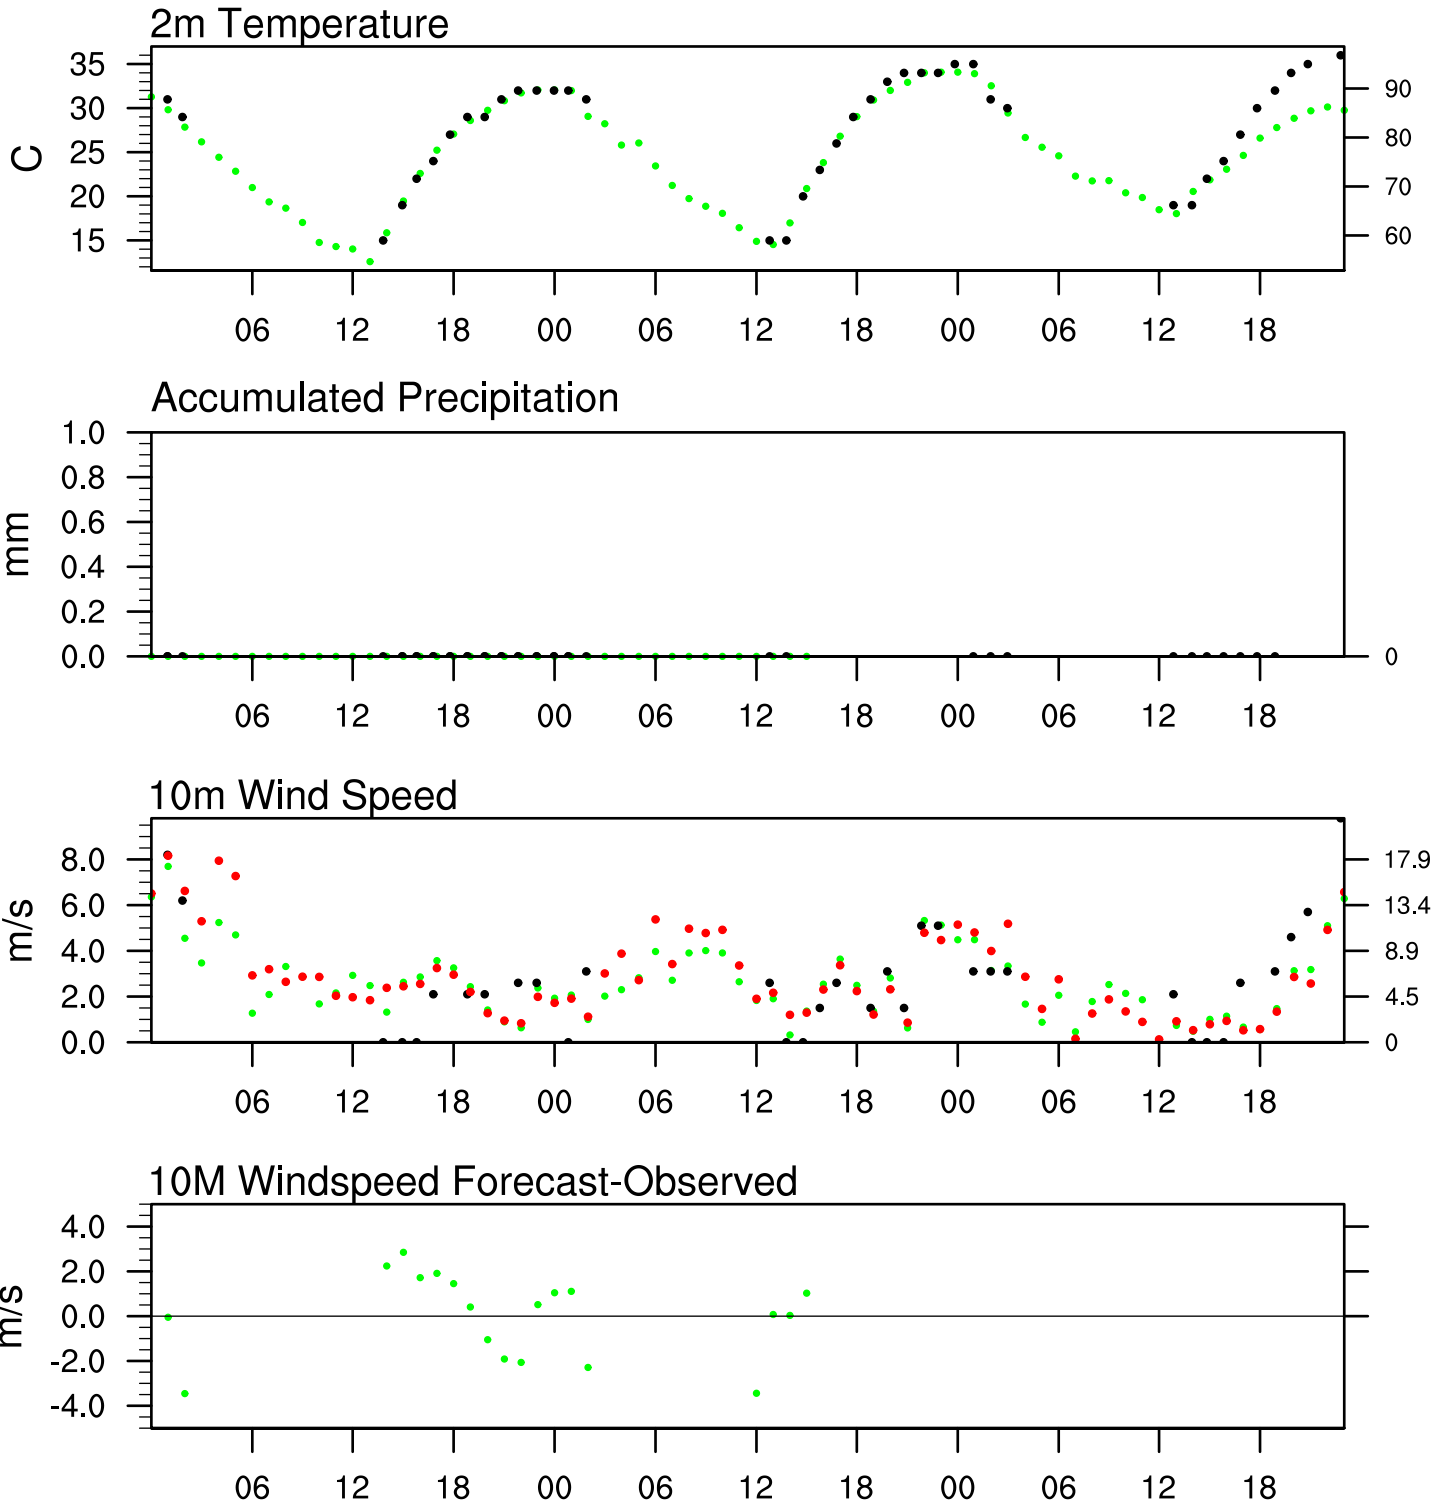 2m Temperature
35
30
25
20
15
C
90
80
70
60
06 12 18 00 06 12 18 00 06 12 18
Accumulated Precipitation
1.0
0.8
0.6
0.4
0.2
0.0
mm
0
06 12 18 00 06 12 18 00 06 12 18
10m Wind Speed
8.0
6.0
4.0
2.0
0.0
m/s
17.9
13.4
8.9
4.5
0
06 12 18 00 06 12 18 00 06 12 18
10M Windspeed Forecast-Observed
4.0
2.0
0.0
-2.0
-4.0
m/s
06 12 18 00 06 12 18 00 06 12 18